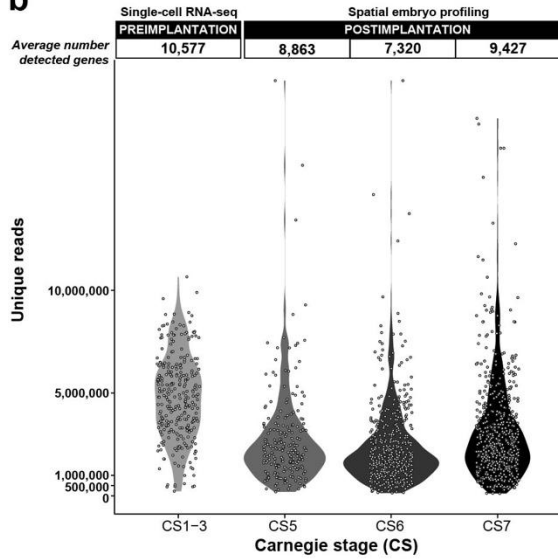 b
Single-cell RNA-seq Spatial embryo profiling
PREIMPLANTATION POSTIMPLANTATION
Average number detected genes 10,577 8,863 7,320 9,427
Unique reads
10,000,000
5,000,000
1,000,000
500,000
0
CS1–3 CS5 CS6 CS7
Carnegie stage (CS)